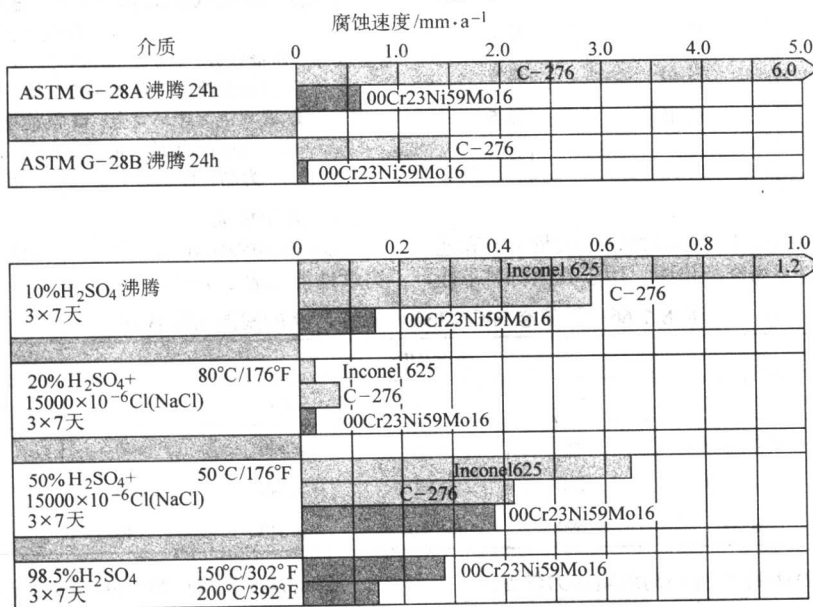 腐蚀速度/mm·a⁻¹
介质 0 1.0 2.0 3.0 4.0 5.0
C-276 6.0
ASTM G-28A 沸腾 24h
00Cr23Ni59Mo16
C-276
ASTM G-28B 沸腾 24h
00Cr23Ni59Mo16
0 0.2 0.4 0.6 0.8 1.0
Inconel 625 1.2
10%H₂SO₄ 沸腾
C-276
3×7天
00Cr23Ni59Mo16
20%H₂SO₄+ 80°C/176°F
Inconel 625
15000×10⁻⁶Cl(NaCl)
C-276
3×7天
00Cr23Ni59Mo16
50%H₂SO₄+ 50°C/176°F
Inconel625
15000×10⁻⁶Cl(NaCl)
C-276
3×7天
00Cr23Ni59Mo16
98.5%H₂SO₄ 150°C/302°F
00Cr23Ni59Mo16
3×7天 200°C/392°F